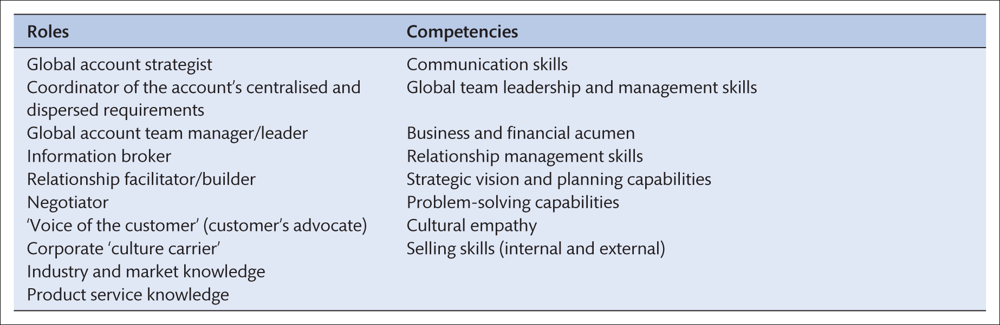 Roles Competencies
Global account strategist Communication skills
Coordinator of the account’s centralised and Global team leadership and management skills
dispersed requirements
Global account team manager/leader Business and financial acumen
Information broker Relationship management skills
Relationship facilitator/builder Strategic vision and planning capabilities
Negotiator Problem-solving capabilities
‘Voice of the customer’ (customer’s advocate) Cultural empathy
Corporate ‘culture carrier’ Selling skills (internal and external)
Industry and market knowledge
Product service knowledge